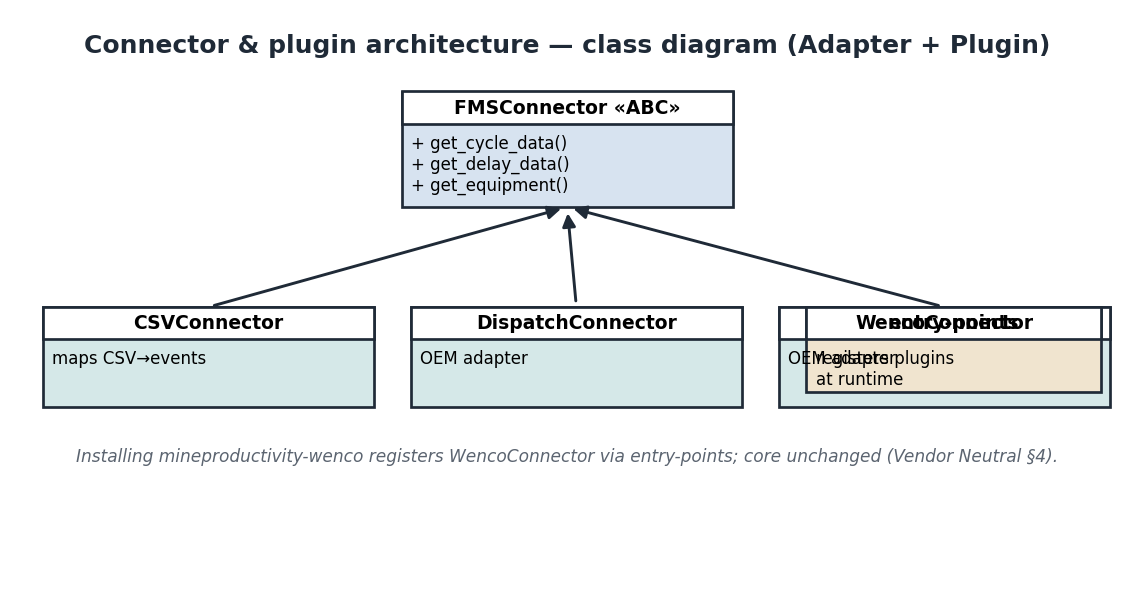 Connector & plugin architecture — class diagram (Adapter + Plugin)
FMSConnector «ABC»
+ get_cycle_data()
+ get_delay_data()
+ get_equipment()
CSVConnector
maps CSV→events
DispatchConnector
OEM adapter
WencoConnector
OEM adapter
entry-points
registers plugins
at runtime
Installing mineproductivity-wenco registers WencoConnector via entry-points; core unchanged (Vendor Neutral §4).